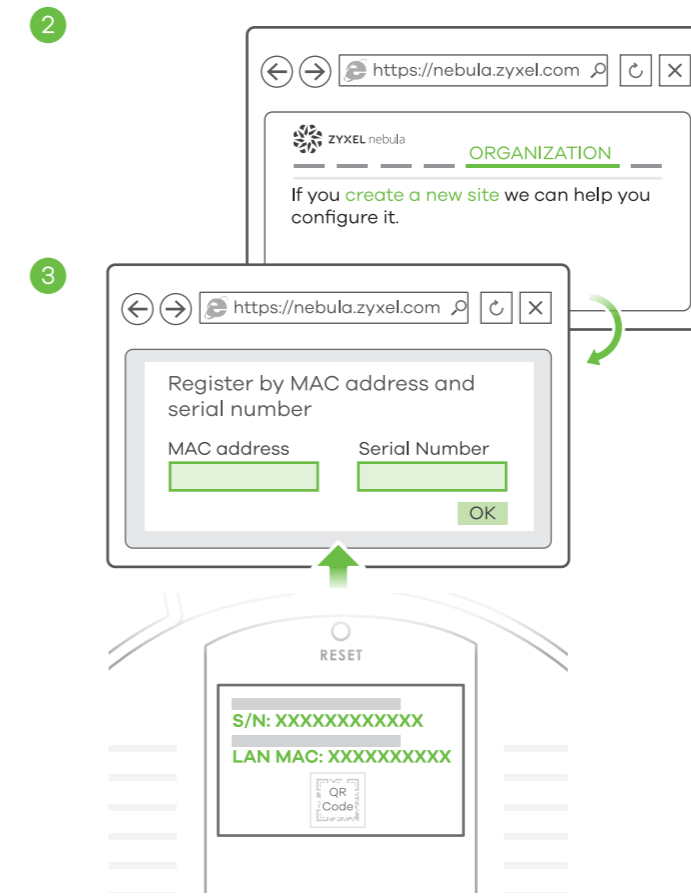 2
https://nebula.zyxel.com
ZYXEL nebula
ORGANIZATION
If you create a new site we can help you
configure it.
3
https://nebula.zyxel.com
Register by MAC address and
serial number
MAC address Serial Number
OK
RESET
S/N: XXXXXXXXXXXX
LAN MAC: XXXXXXXXXX
QR
Code